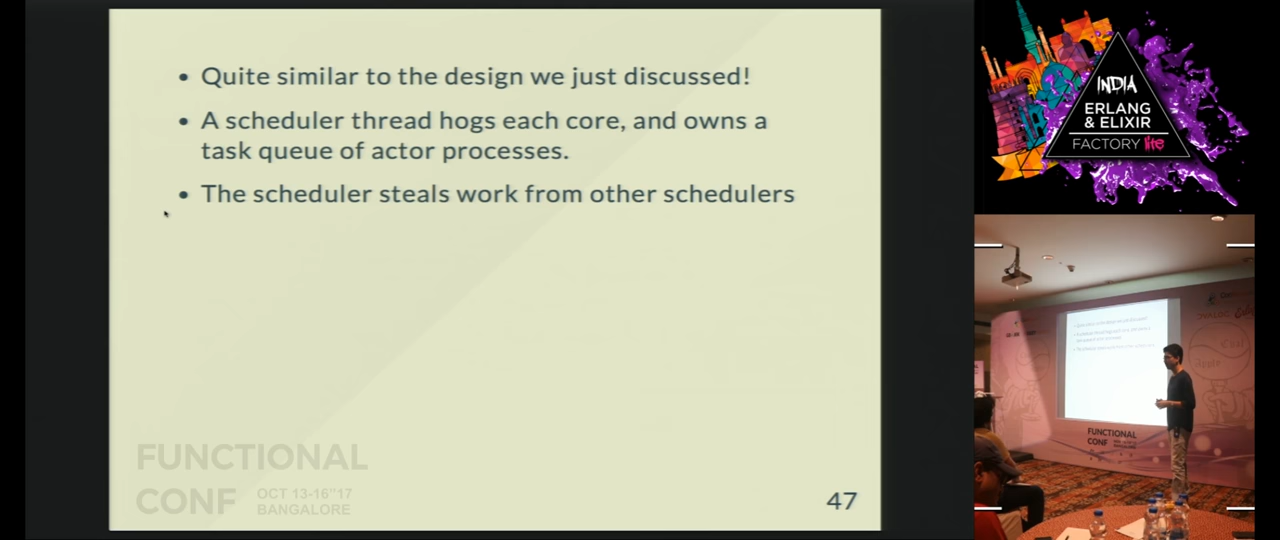 • Quite similar to the design we just discussed!
• A scheduler thread hogs each core, and owns a
task queue of actor processes.
• The scheduler steals work from other schedulers
FUNCTIONAL
CONF OCT 13-16"17
BANGALORE
47
INDIA
ERLANG
& ELIXIR
FACTORY lite
FUNCTIONAL
CONF